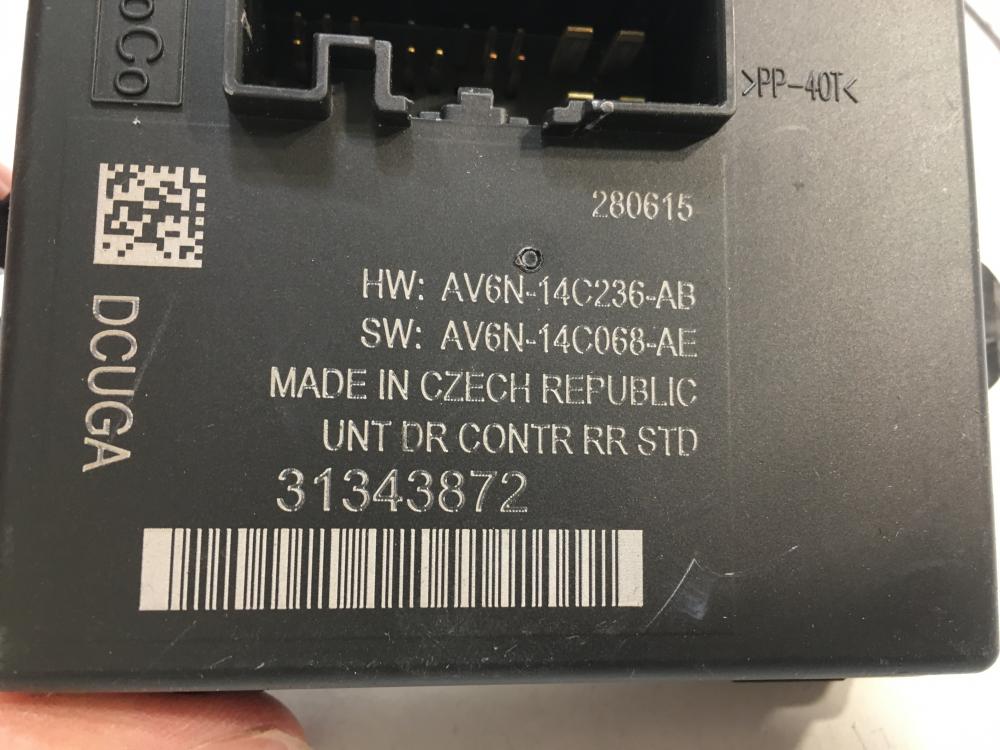 >PP-40T<
280615
HW: AV6N-14C236-AB
SW: AV6N-14C068-AE
MADE IN CZECH REPUBLIC
UNT DR CONTR RR STD
31343872
DCUGA